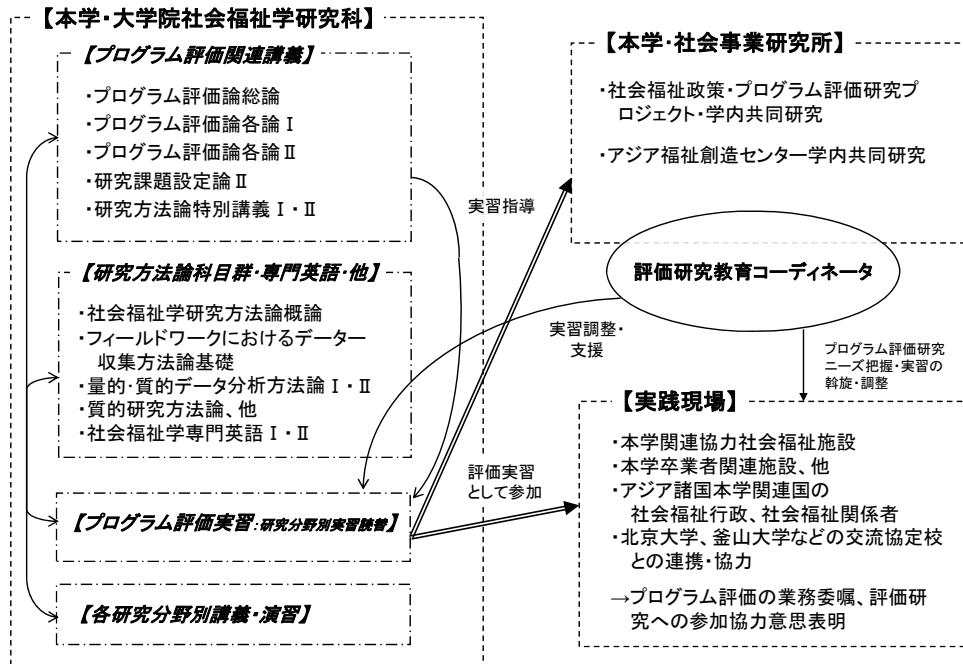 【本学・大学院社会福祉学研究科】
【プログラム評価関連講義】
・プログラム評価論総論
・プログラム評価論各論Ⅰ
・プログラム評価論各論Ⅱ
・研究課題設定論Ⅱ
・研究方法論特別講義Ⅰ・Ⅱ
【研究方法論科目群・専門英語・他】
・社会福祉学研究方法論概論
・フィールドワークにおけるデーター
収集方法論基礎
・量的・質的データ分析方法論Ⅰ・Ⅱ
・質的研究方法論、他
・社会福祉学専門英語Ⅰ・Ⅱ
【プログラム評価実習:研究分野別実習読替】
【各研究分野別講義・演習】
実習指導
実習調整・
支援
評価実習
として参加
【本学・社会事業研究所】
・社会福祉政策・プログラム評価研究プ
ロジェクト・学内共同研究
・アジア福祉創造センター学内共同研究
評価研究教育コーディネータ
プログラム評価研究
ニーズ把握・実習の
斡旋・調整
【実践現場】
・本学関連協力社会福祉施設
・本学卒業者関連施設、他
・アジア諸国本学関連国の
社会福祉行政、社会福祉関係者
・北京大学、釜山大学などの交流協定校
との連携・協力
→プログラム評価の業務委嘱、評価研
究への参加協力意思表明